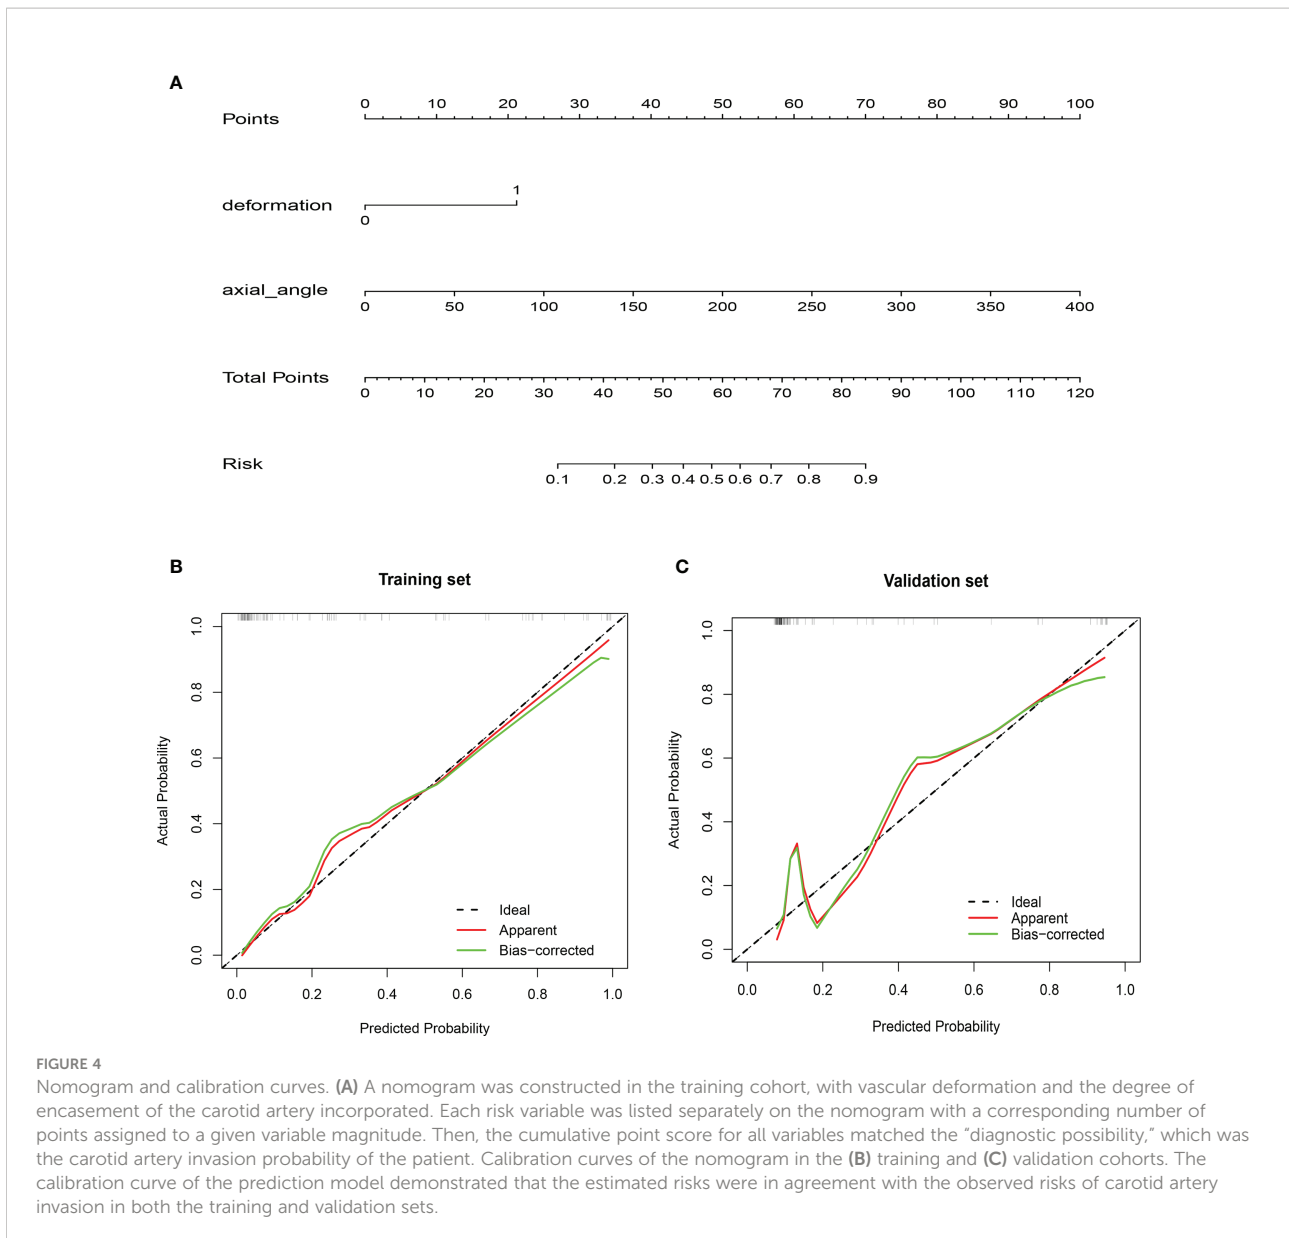 A
0 10 20 30 40 50 60 70 80 90 100
Points
1
deformation
0
axial_angle
0 50 100 150 200 250 300 350 400
Total Points
0 10 20 30 40 50 60 70 80 90 100 110 120
Risk
0.1 0.2 0.3 0.4 0.5 0.6 0.7 0.8 0.9
B
Training set
1.0
0.8
0.6
0.4
0.2
0.0
Actual Probability
Ideal
Apparent
Bias-corrected
0.0 0.2 0.4 0.6 0.8 1.0
Predicted Probability
C
Validation set
1.0
0.8
0.6
0.4
0.2
0.0
Actual Probability
Ideal
Apparent
Bias-corrected
0.0 0.2 0.4 0.6 0.8 1.0
Predicted Probability
FIGURE 4
Nomogram and calibration curves. (A) A nomogram was constructed in the training cohort, with vascular deformation and the degree of
encasement of the carotid artery incorporated. Each risk variable was listed separately on the nomogram with a corresponding number of
points assigned to a given variable magnitude. Then, the cumulative point score for all variables matched the “diagnostic possibility,” which was
the carotid artery invasion probability of the patient. Calibration curves of the nomogram in the (B) training and (C) validation cohorts. The
calibration curve of the prediction model demonstrated that the estimated risks were in agreement with the observed risks of carotid artery
invasion in both the training and validation sets.